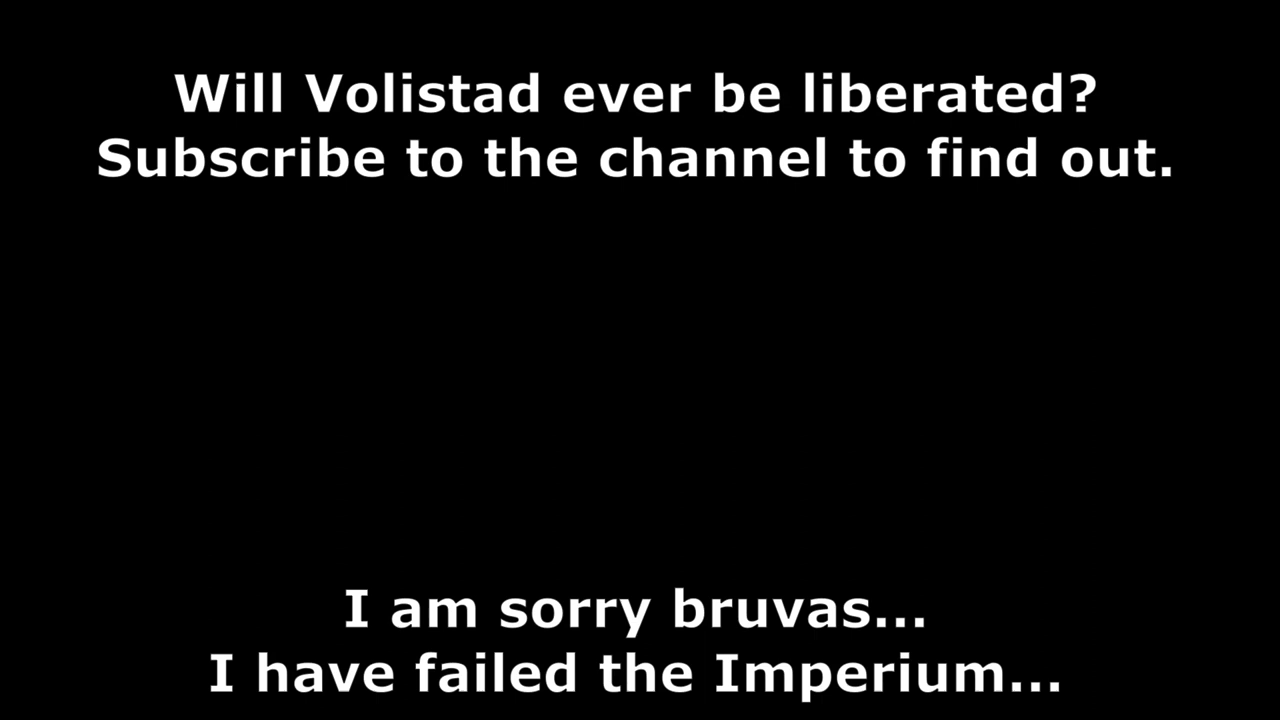 Will Volistad ever be liberated?
Subscribe to the channel to find out.
I am sorry bruvas...
I have failed the Imperium...